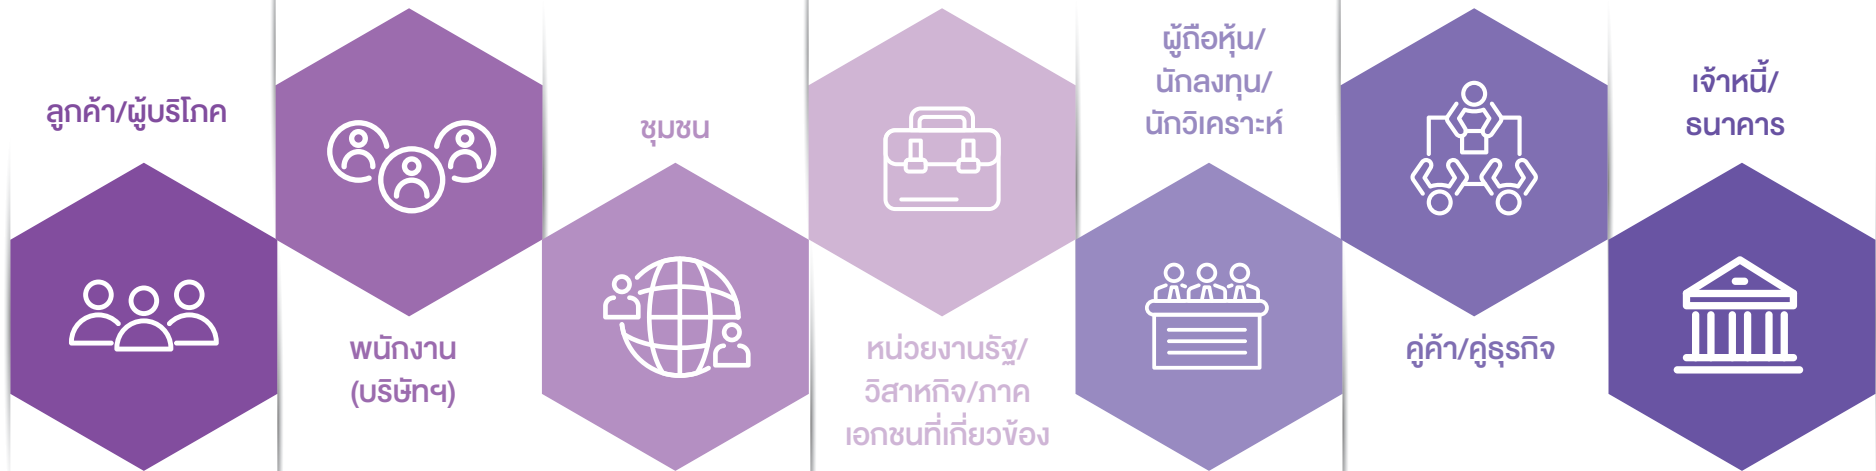 ลูกค้า/ผู้บริโภค
พนักงาน
(บริษัทฯ)
ชุมชน
หน่วยงานรัฐ/
วิสาหกิจ/ภาค
เอกชนที่เกี่ยวข้อง
ผู้ถือหุ้น/
นักลงทุน/
นักวิเคราะห์
คู่ค้า/คู่ธุรกิจ
เจ้าหนี้/
ธนาคาร